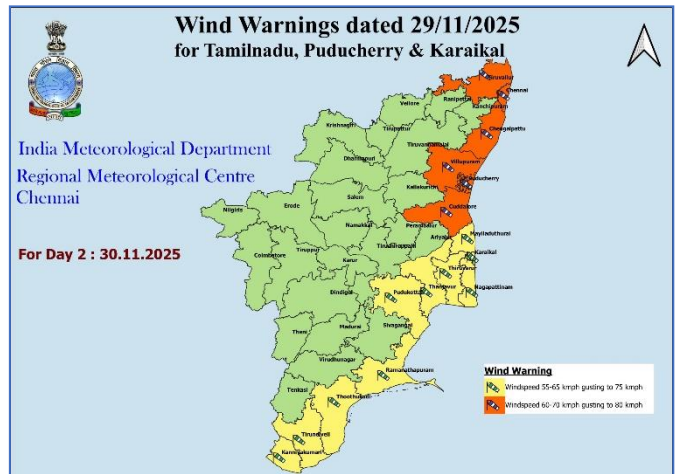 Wind Warnings dated 29/11/2025
for Tamilnadu, Puducherry & Karaikal
India Meteorological Department
Regional Meteorological Centre
Chennai
For Day 2 : 30.11.2025
Tiruvallur
Chennai
Ranipettai
Kanchipuram
Vellore
Chengalpattu
Krishnagiri
Tirupathur
Tiruvannamalai
Dharmapuri
Villupuram
Puducherry
Kallakurichi
Salem
Cuddalore
Nilgiris
Erode
Namakkal
Perambalur
Ariyalur
Mayiladuthurai
Tiruchirappalli
Karaikal
Coimbatore
Tiruppur
Karur
Thiruvarur
Thanjavur
Nagapattinam
Pudukottai
Dindigul
Sivagangai
Theni
Madurai
Virudhunagar
Ramanathapuram
Tenkasi
Thoothukudi
Tirunelveli
Kanniyakumari
Wind Warning
Windspeed 55-65 kmph gusting to 75 kmph
Windspeed 60-70 kmph gusting to 80 kmph